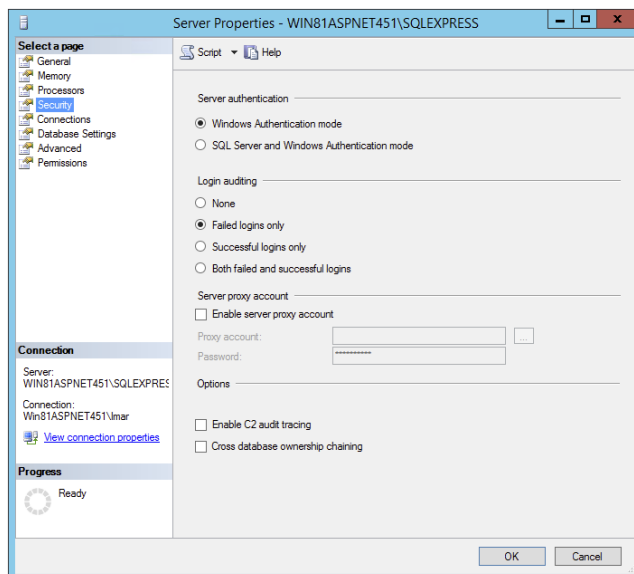 Server Properties - WIN81ASPNET451\SQLEXPRESS
Select a page
General
Memory
Processors
Security
Connections
Database Settings
Advanced
Permissions
Script
Help
Server authentication
Windows Authentication mode
SQL Server and Windows Authentication mode
Login auditing
None
Failed logins only
Successful logins only
Both failed and successful logins
Server proxy account
Enable server proxy account
Proxy account:
...
Password:
**********
Options
Enable C2 audit tracing
Cross database ownership chaining
Connection
Server:
WIN81ASPNET451\SQLEXPRES
Connection:
Win81ASPNET451\lmar
View connection properties
Progress
Ready
OK
Cancel